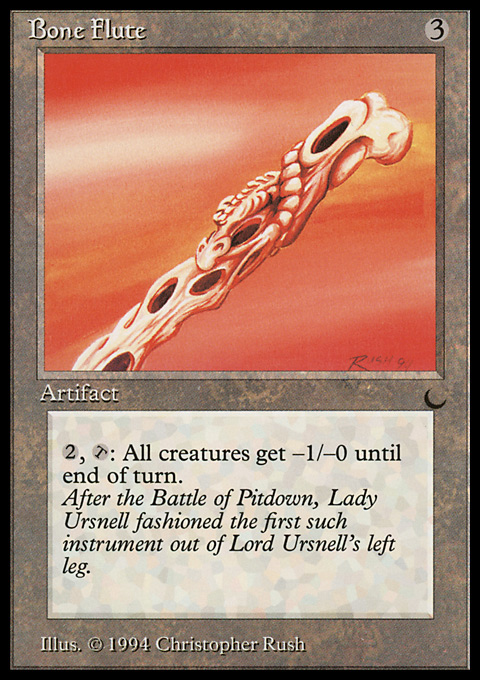 Bone Flute 3
Artifact
2, T: All creatures get –1/–0 until
end of turn.
After the Battle of Pitdown, Lady
Ursnell fashioned the first such
instrument out of Lord Ursnell's left
leg.
Illus. © 1994 Christopher Rush